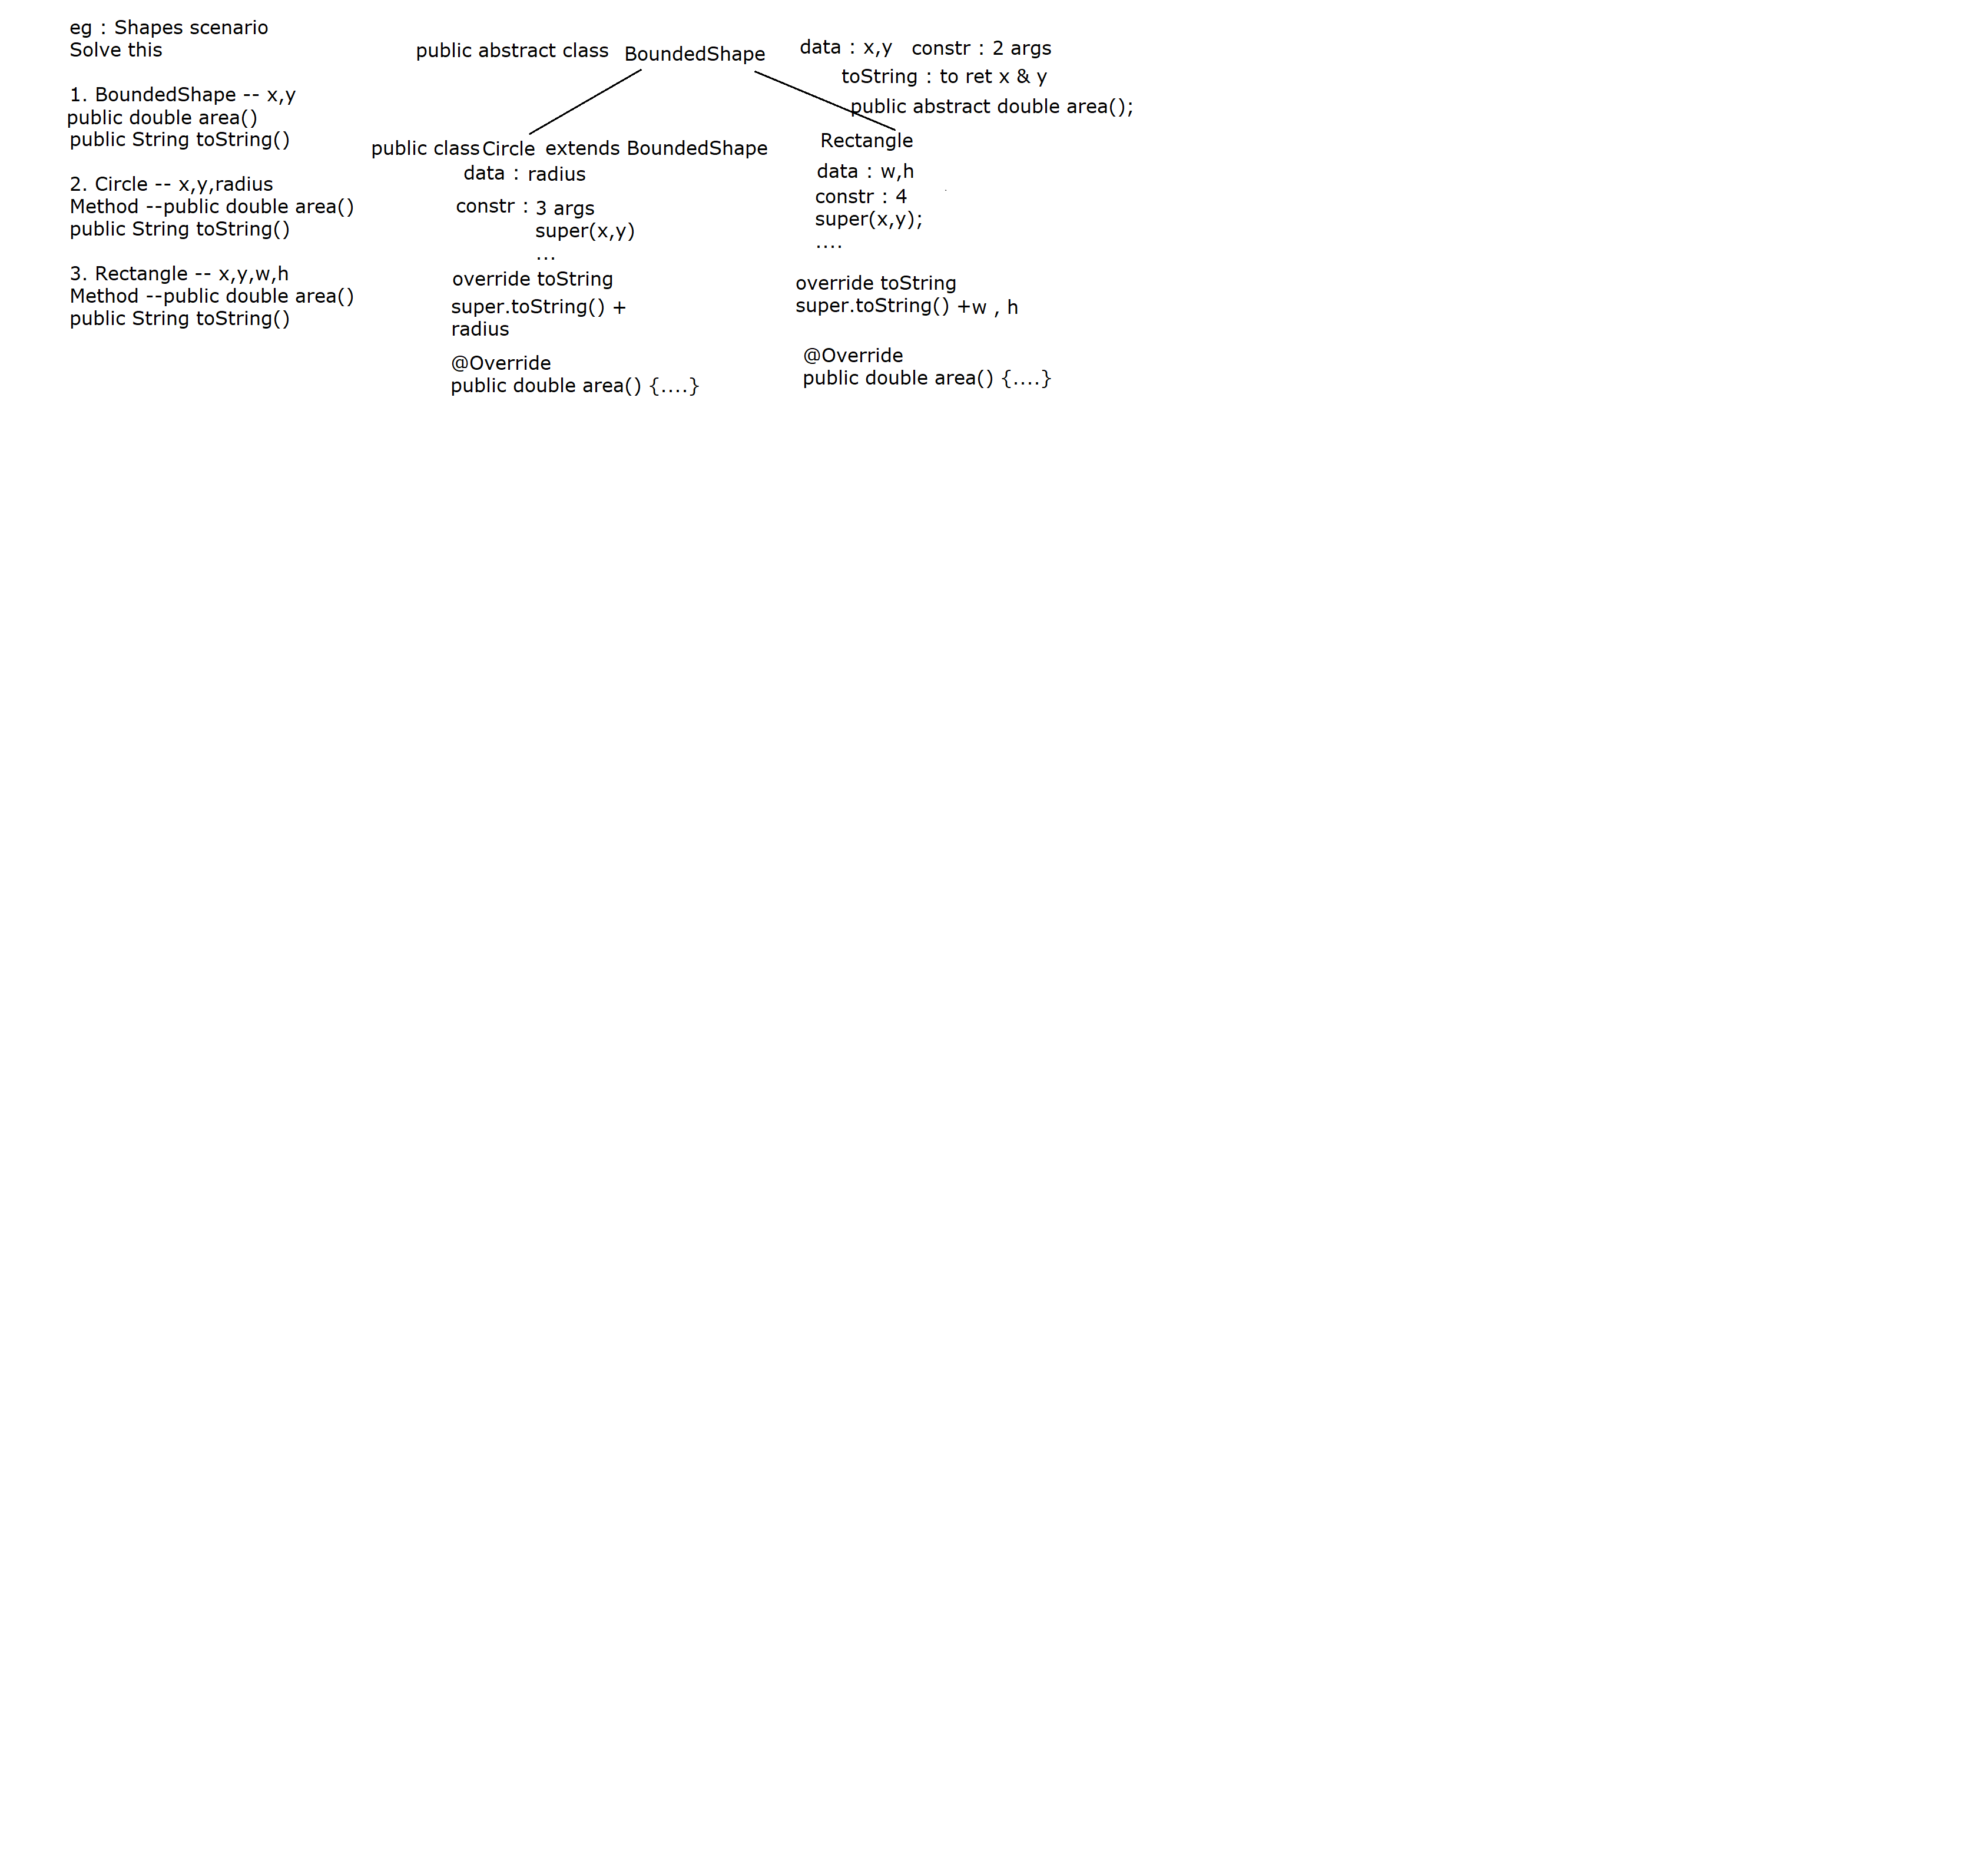 eg : Shapes scenario
Solve this
1. BoundedShape -- x,y
public double area()
public String toString()
2. Circle -- x,y,radius
Method --public double area()
public String toString()
3. Rectangle -- x,y,w,h
Method --public double area()
public String toString()
public abstract class BoundedShape
data : x,y constr : 2 args
toString : to ret x & y
public abstract double area();
public class Circle extends BoundedShape
data : radius
constr : 3 args
super(x,y)
...
override toString
super.toString() +
radius
@Override
public double area() {....}
Rectangle
data : w,h
constr : 4
super(x,y);
....
override toString
super.toString() +w , h
@Override
public double area() {....}